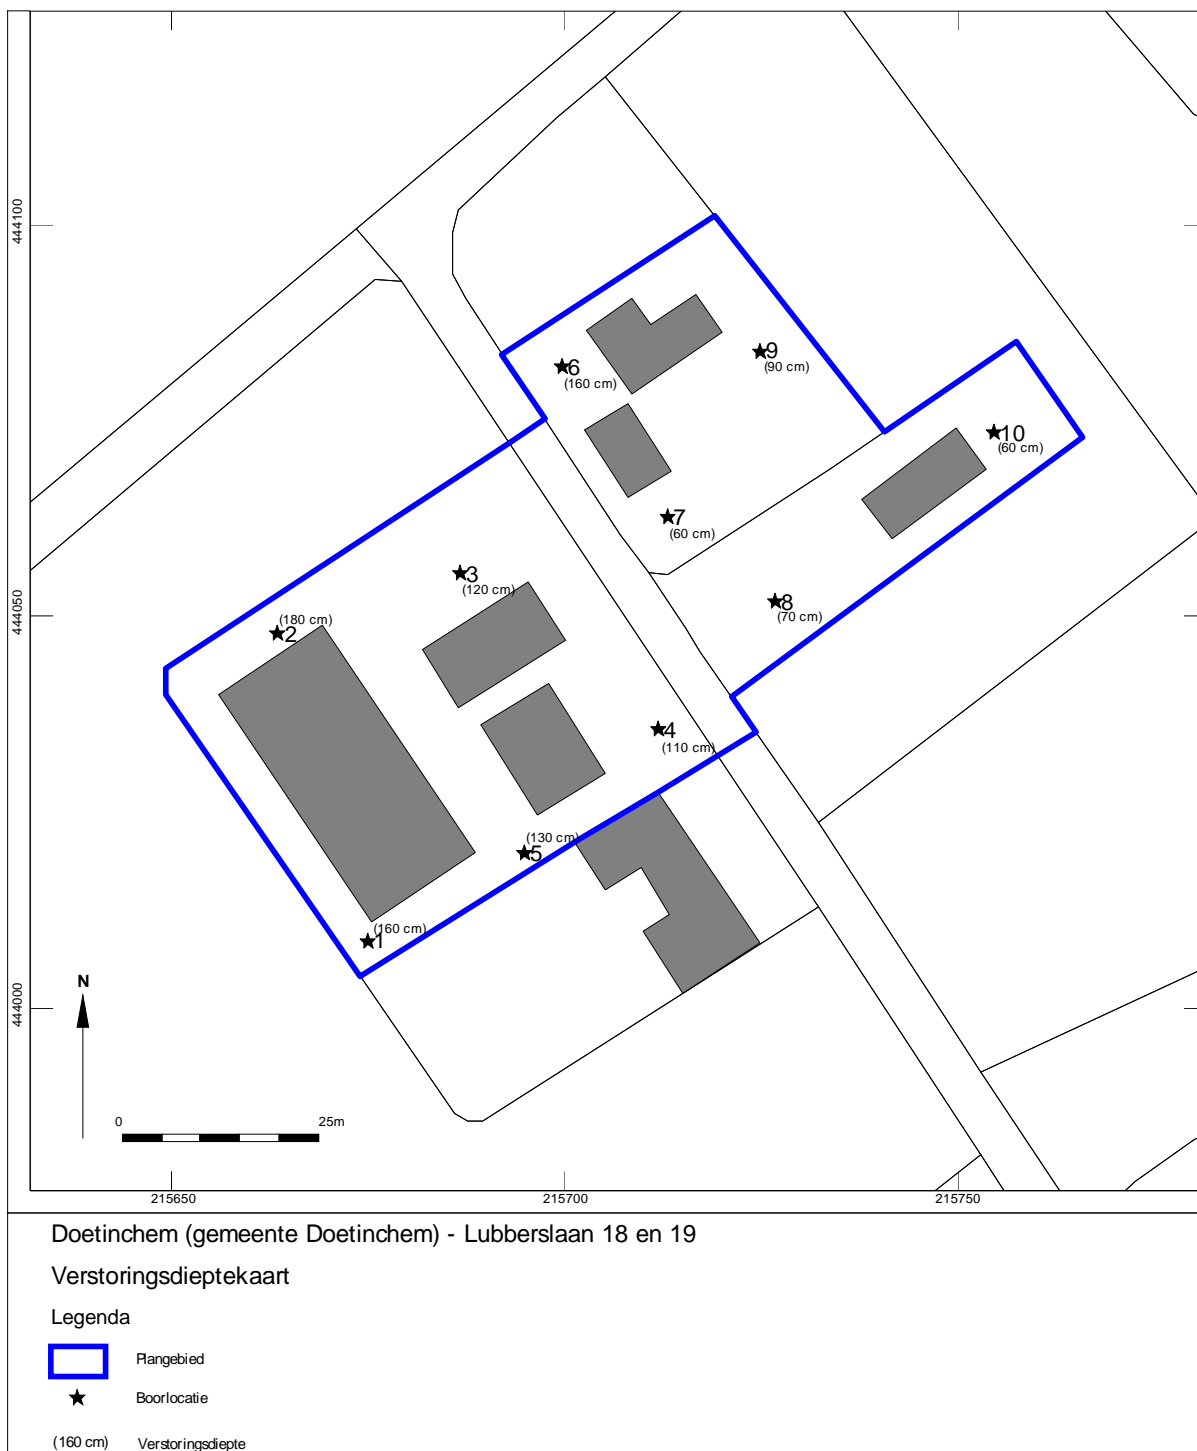 444100
6
(160 cm)
9
(90 cm)
10
(60 cm)
7
(60 cm)
3
(120 cm)
8
(70 cm)
444050
(180 cm)
2
4
(110 cm)
(130 cm)
5
(160 cm)
1
N
444000
0 25m
215650 215700 215750
Doetinchem (gemeente Doetinchem) - Lubberslaan 18 en 19
Verstoringsdieptekaart
Legenda
Plangebied
Boorlocatie
(160 cm) Verstoringsdiepte